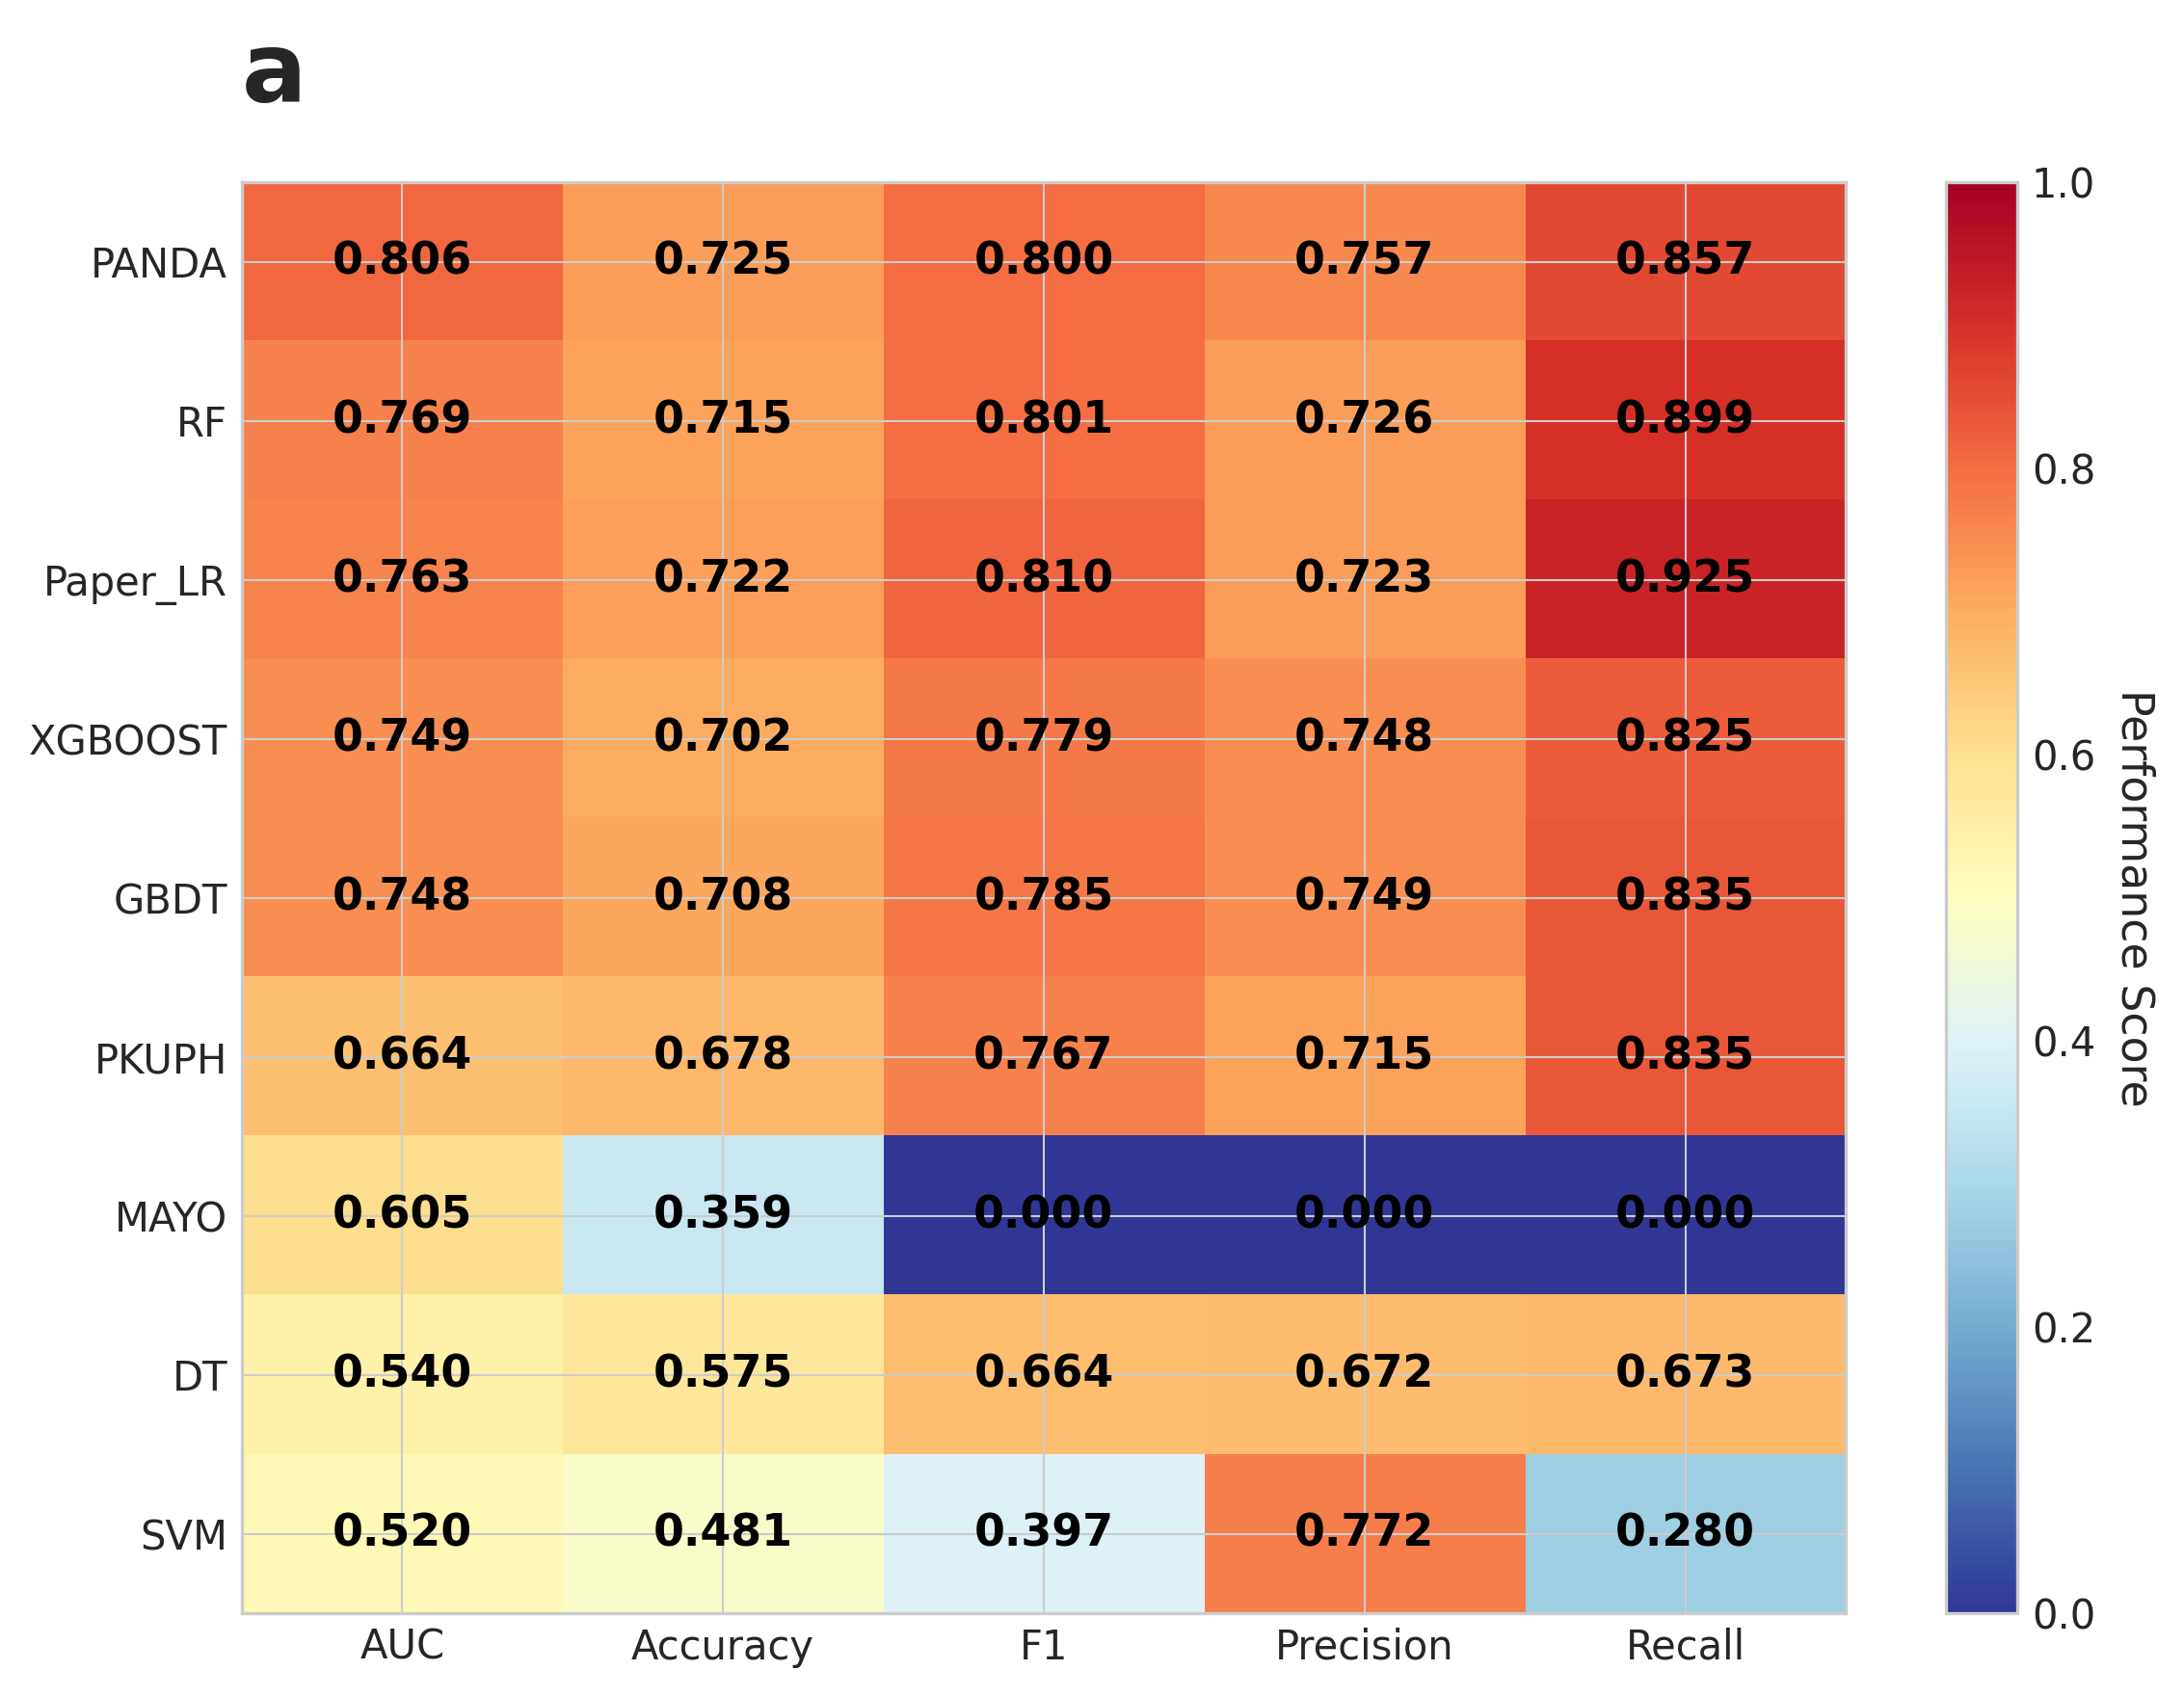 a
PANDA 0.806 0.725 0.800 0.757 0.857
RF 0.769 0.715 0.801 0.726 0.899
Paper_LR 0.763 0.722 0.810 0.723 0.925
XGBOOST 0.749 0.702 0.779 0.748 0.825
GBDT 0.748 0.708 0.785 0.749 0.835
PKUPH 0.664 0.678 0.767 0.715 0.835
MAYO 0.605 0.359 0.000 0.000 0.000
DT 0.540 0.575 0.664 0.672 0.673
SVM 0.520 0.481 0.397 0.772 0.280
AUC Accuracy F1 Precision Recall
1.0
0.8
0.6
0.4
0.2
0.0
Performance Score